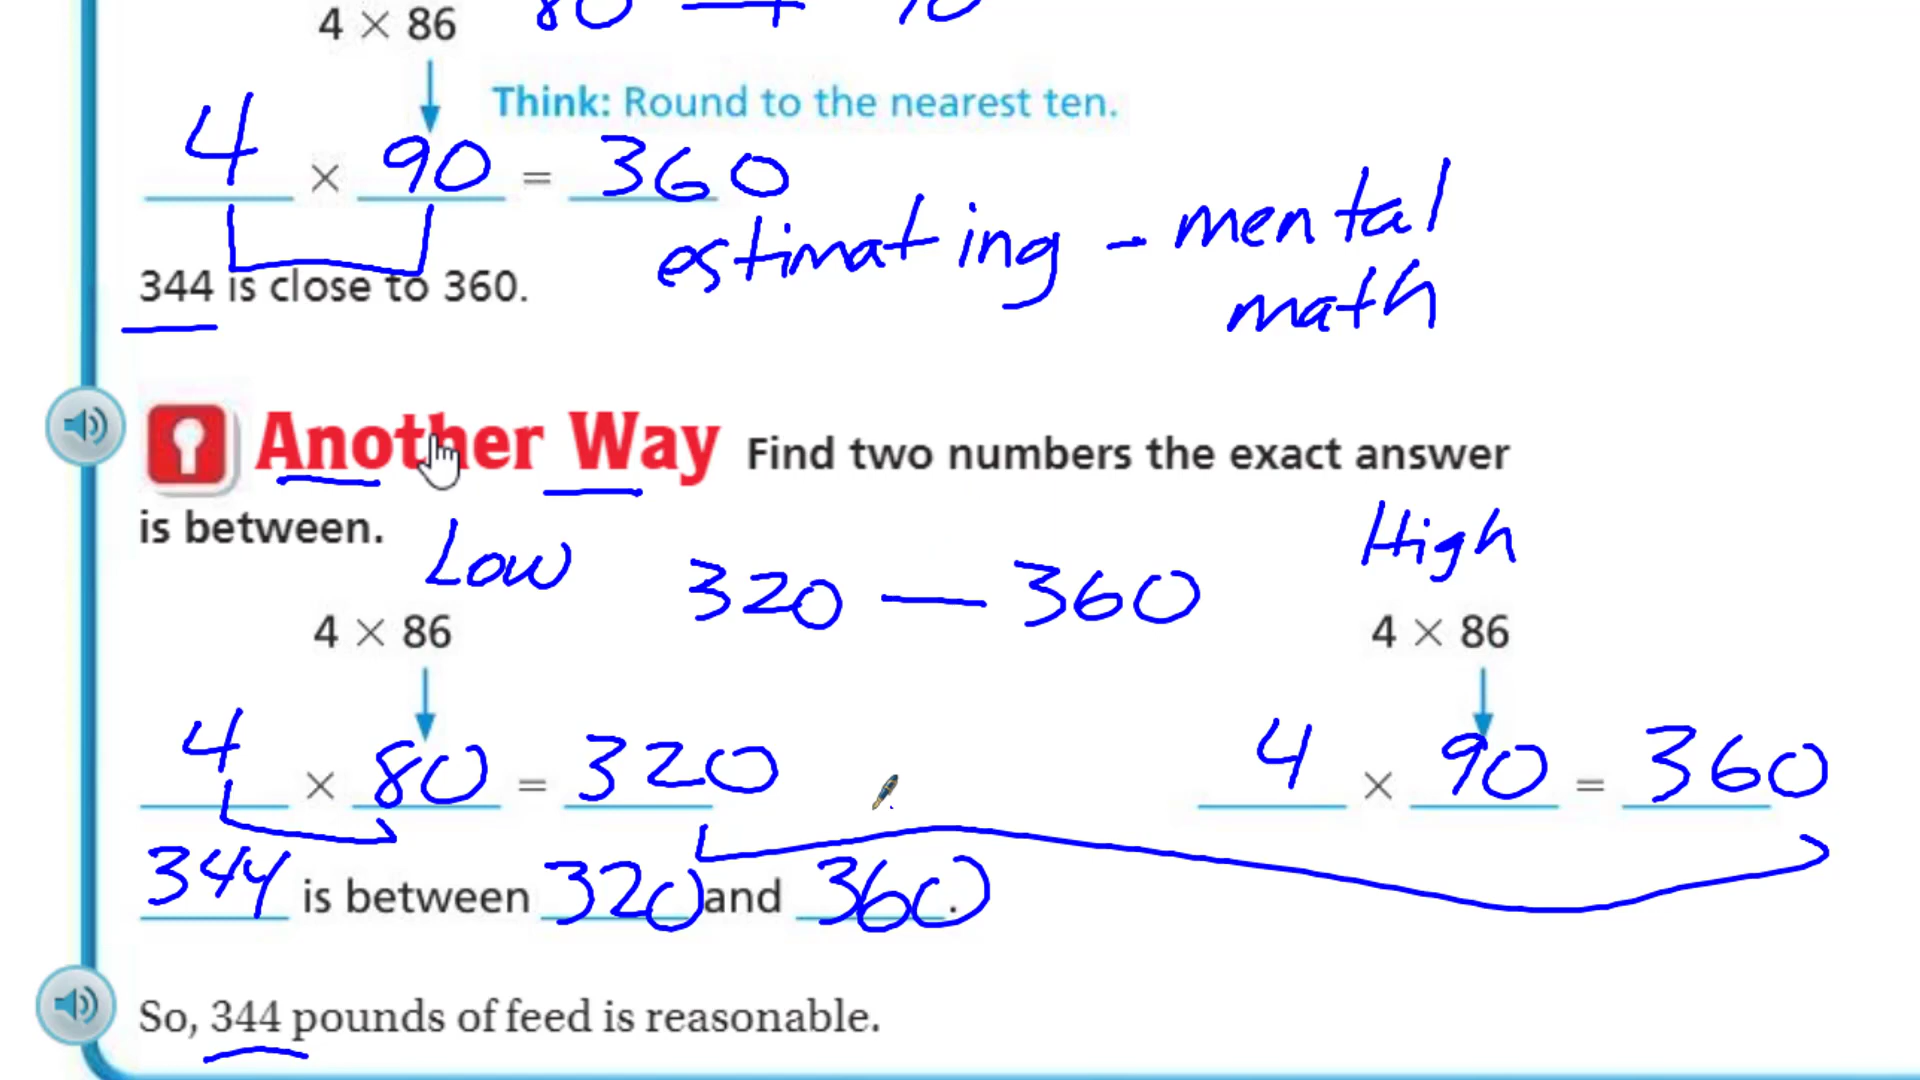 4 × 86
80 — + 90
Think: Round to the nearest ten.
4 × 90 = 360
estimating - mental
math
344 is close to 360.
Another Way Find two numbers the exact answer
is between.
Low 320 — 360 High
4 × 86 4 × 86
4 × 80 = 320 4 × 90 = 360
344 is between 320 and 360.
So, 344 pounds of feed is reasonable.